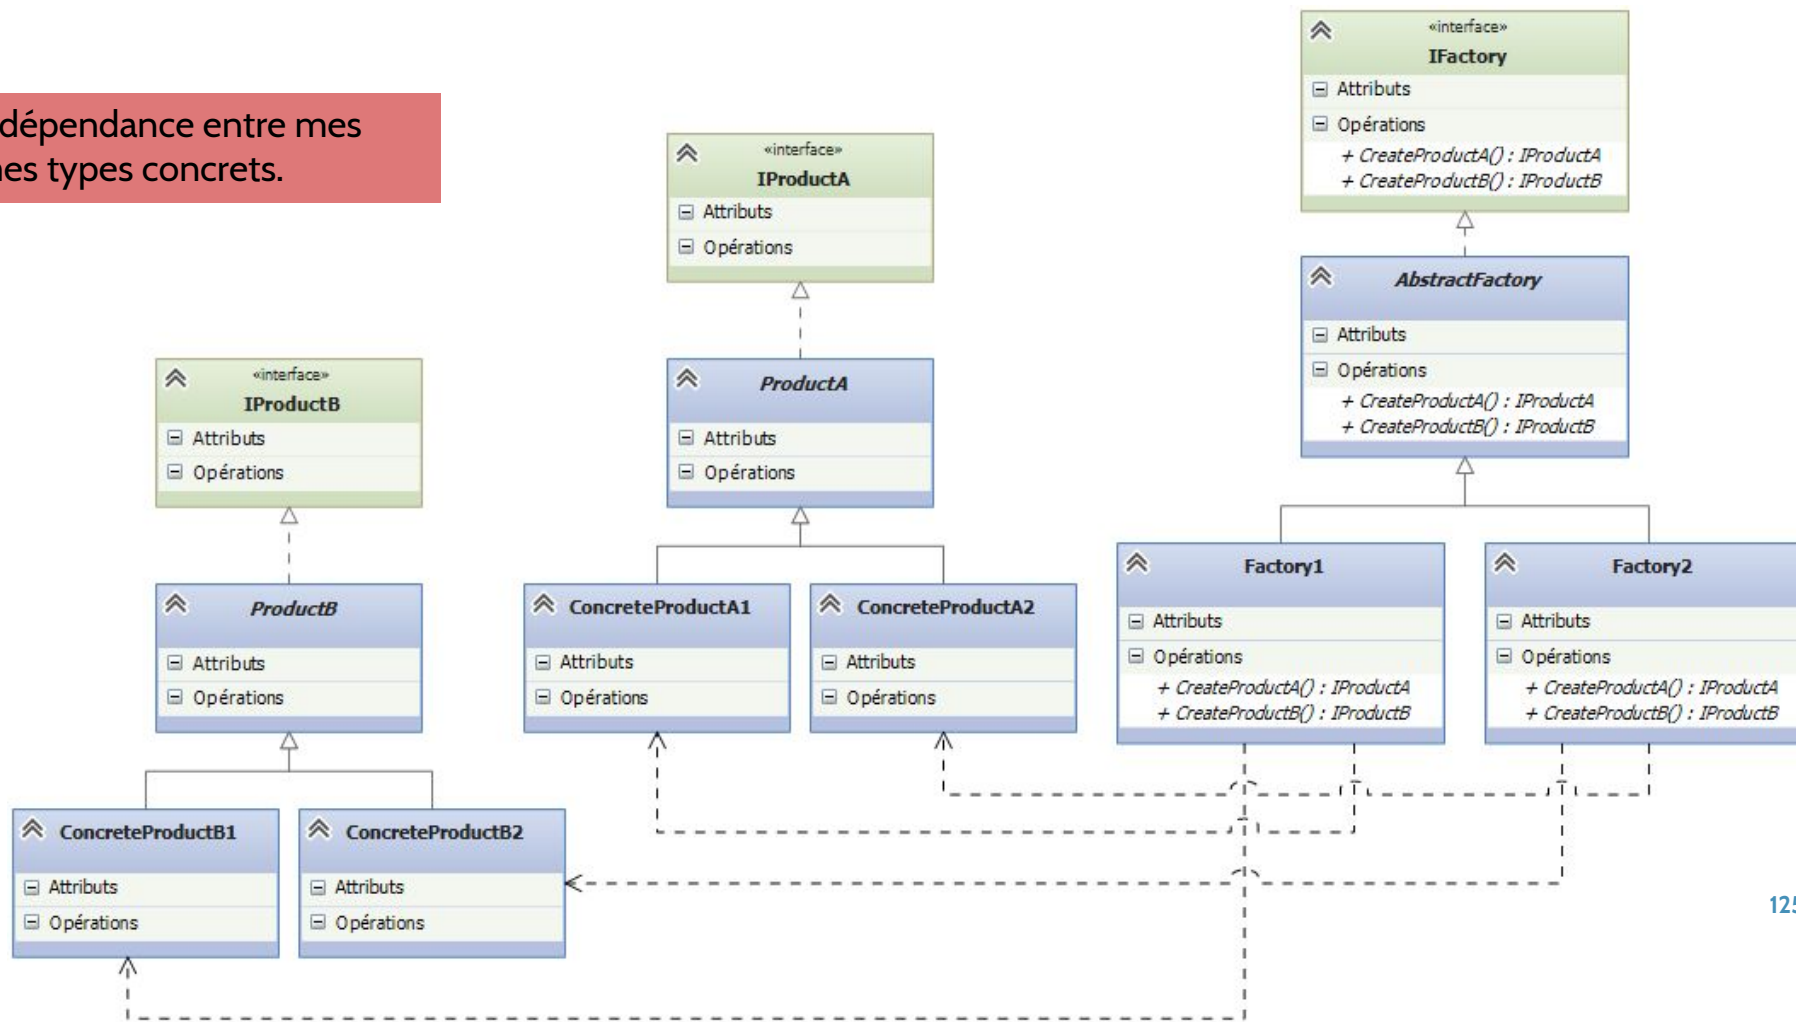 dépendance entre mes
mes types concrets.
«interface»
IFactory
Attributs
Opérations
+ CreateProductA() : IProductA
+ CreateProductB() : IProductB
«interface»
IProductA
Attributs
Opérations
AbstractFactory
Attributs
Opérations
+ CreateProductA() : IProductA
+ CreateProductB() : IProductB
«interface»
IProductB
Attributs
Opérations
ProductA
Attributs
Opérations
ProductB
Attributs
Opérations
ConcreteProductA1
Attributs
Opérations
ConcreteProductA2
Attributs
Opérations
Factory1
Attributs
Opérations
+ CreateProductA() : IProductA
+ CreateProductB() : IProductB
Factory2
Attributs
Opérations
+ CreateProductA() : IProductA
+ CreateProductB() : IProductB
ConcreteProductB1
Attributs
Opérations
ConcreteProductB2
Attributs
Opérations
125